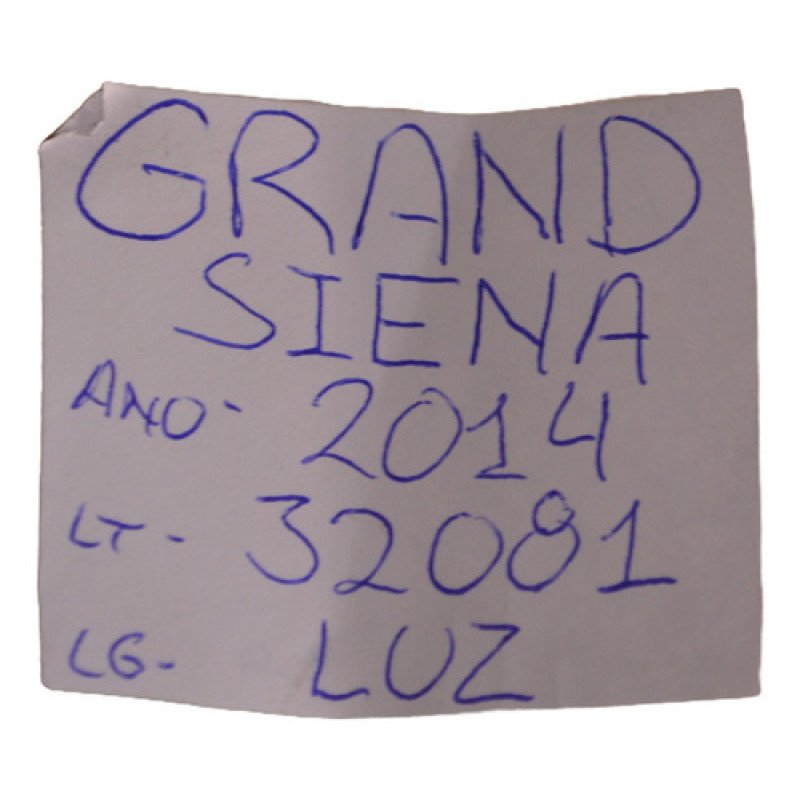 GRAND
SIENA
ANO- 2014
LT- 32081
LG- LUZ